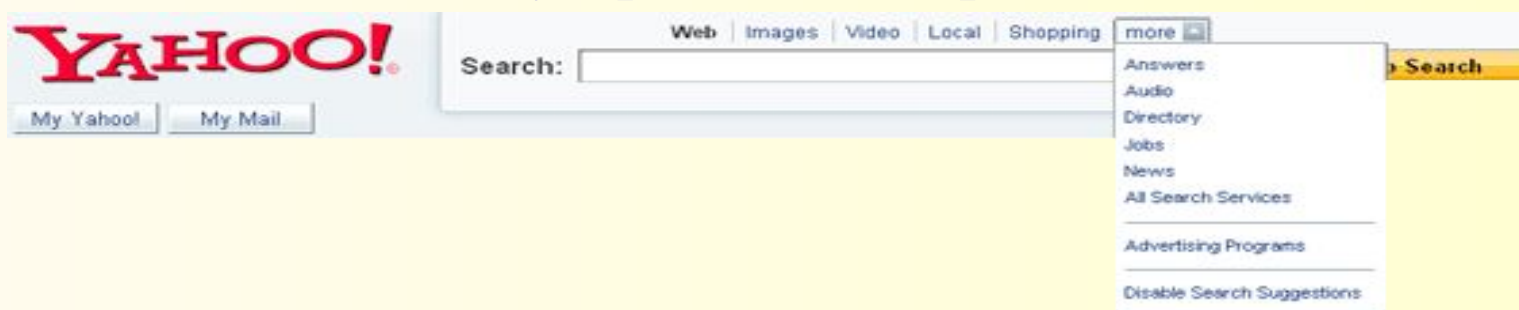 YAHOO!
Web | Images | Video | Local | Shopping more
Search:
Search
My Yahoo! My Mail
Answers
Audio
Directory
Jobs
News
All Search Services
Advertising Programs
Disable Search Suggestions